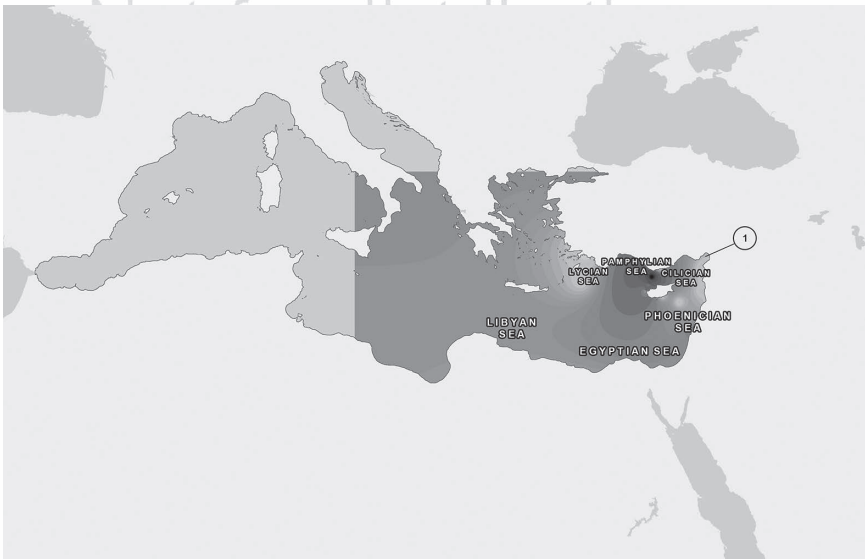 1
PAMPHYLIAN
SEA
LYCIAN
SEA
CILICIAN
SEA
PHOENICIAN
SEA
LIBYAN
SEA
EGYPTIAN SEA